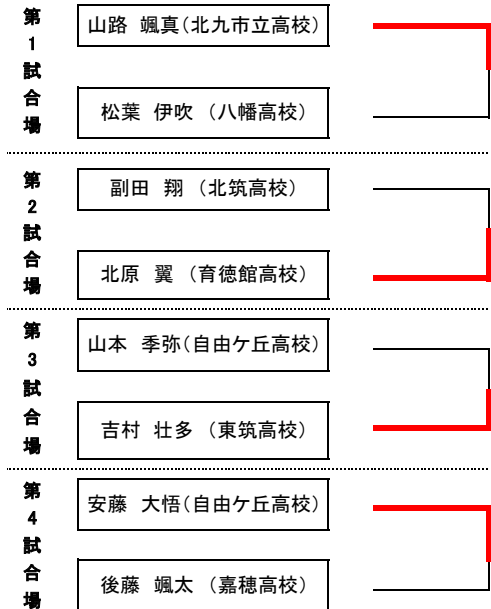 第1試合場
山路 颯真(北九市立高校)
松葉 伊吹 (八幡高校)
第2試合場
副田 翔 (北筑高校)
北原 翼 (育徳館高校)
第3試合場
山本 季弥(自由ケ丘高校)
吉村 壮多 (東筑高校)
第4試合場
安藤 大悟(自由ケ丘高校)
後藤 颯太 (嘉穂高校)